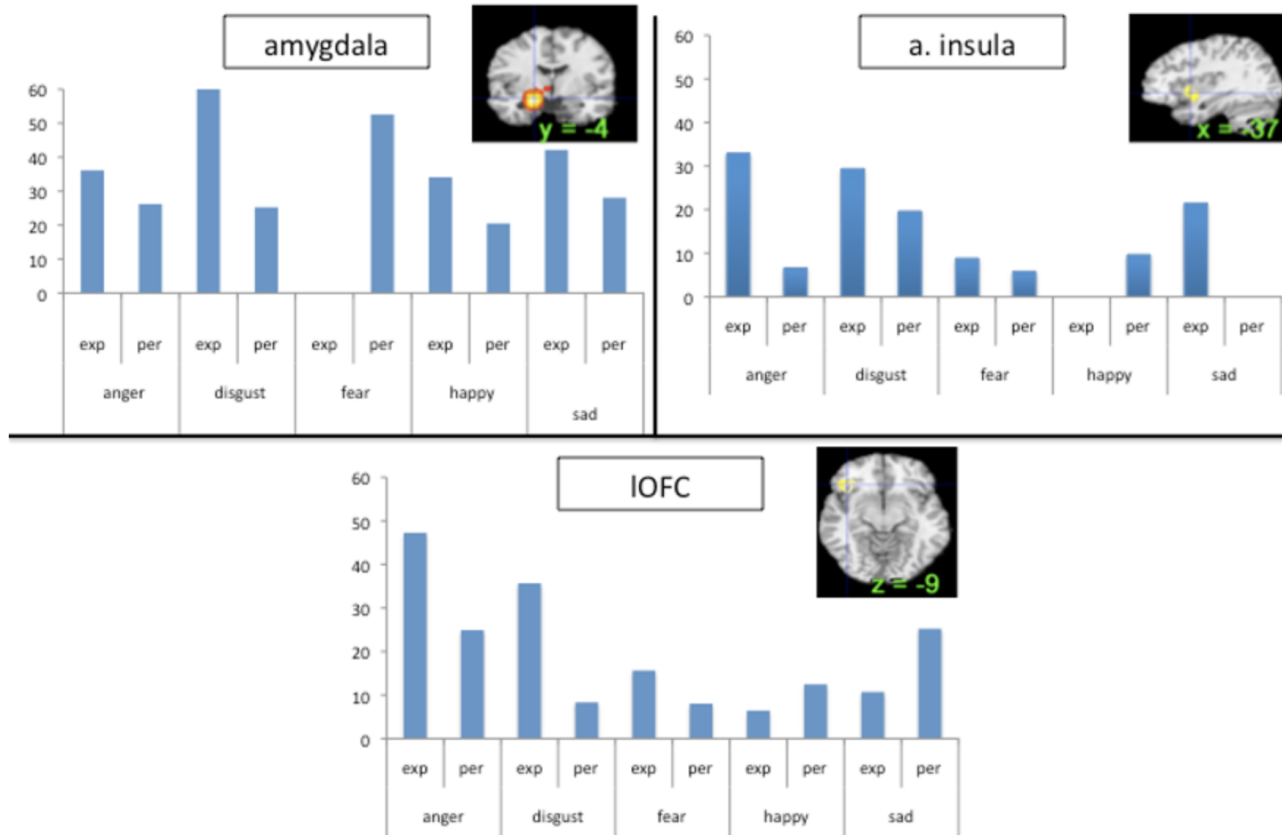 amygdala
y = -4
60
50
40
30
20
10
0
exp per exp per exp per exp per exp per
anger disgust fear happy sad
a. insula
x = -37
60
50
40
30
20
10
0
exp per exp per exp per exp per exp per
anger disgust fear happy sad
lOFC
z = -9
60
50
40
30
20
10
0
exp per exp per exp per exp per exp per
anger disgust fear happy sad